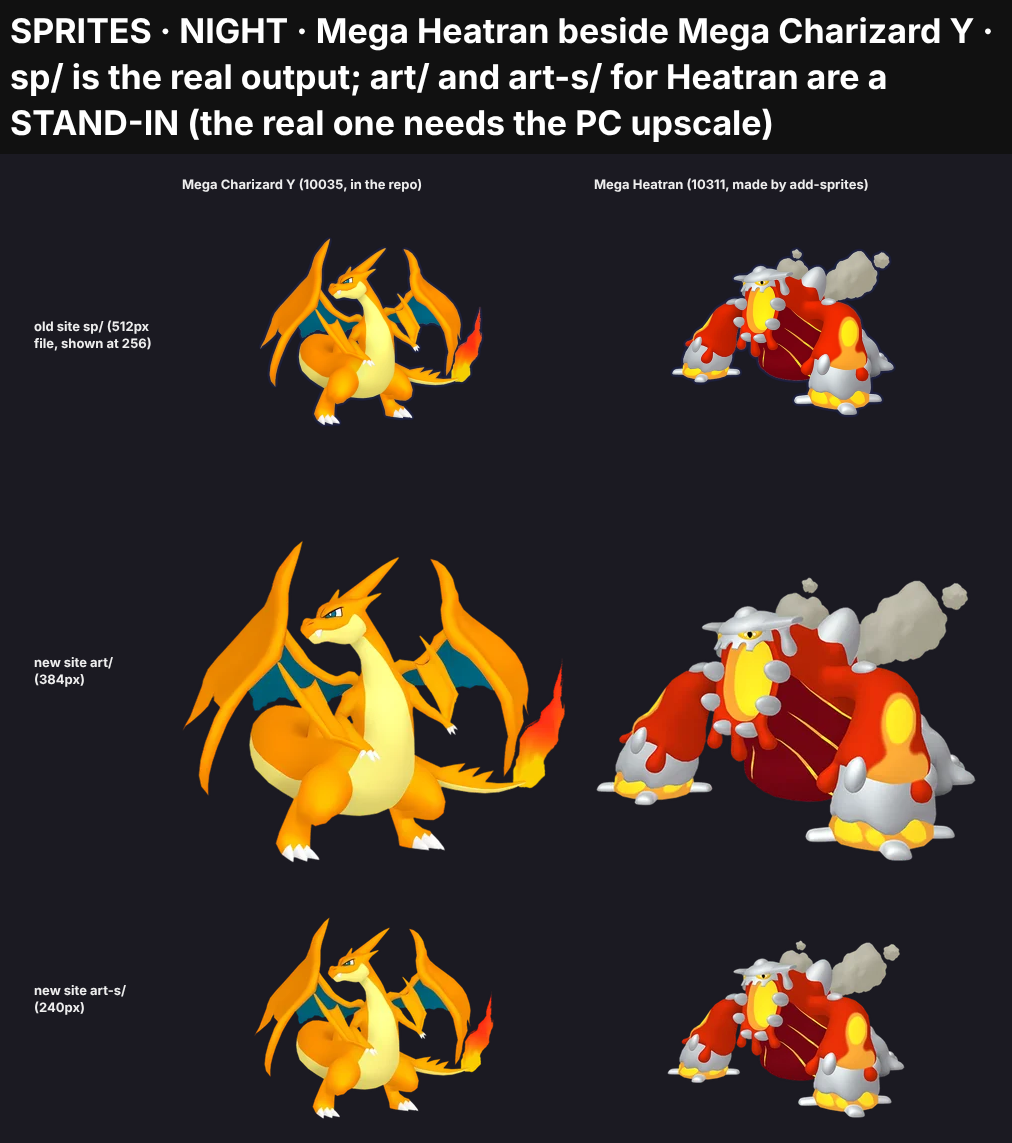 SPRITES · NIGHT · Mega Heatran beside Mega Charizard Y ·
sp/ is the real output; art/ and art-s/ for Heatran are a
STAND-IN (the real one needs the PC upscale)
Mega Charizard Y (10035, in the repo)
Mega Heatran (10311, made by add-sprites)
old site sp/ (512px
file, shown at 256)
new site art/
(384px)
new site art-s/
(240px)